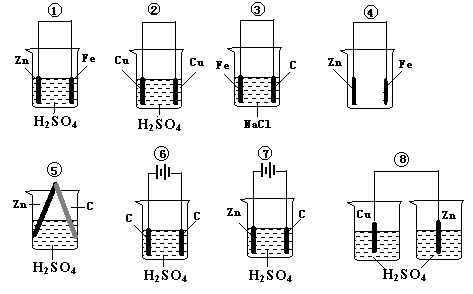 ① ② ③ ④
Zn Fe Cu Cu Fe C Zn Fe
H₂SO₄ H₂SO₄ NaCl
⑤ ⑥ ⑦ ⑧
Zn C C C Zn C Cu Zn
H₂SO₄ H₂SO₄ H₂SO₄ H₂SO₄